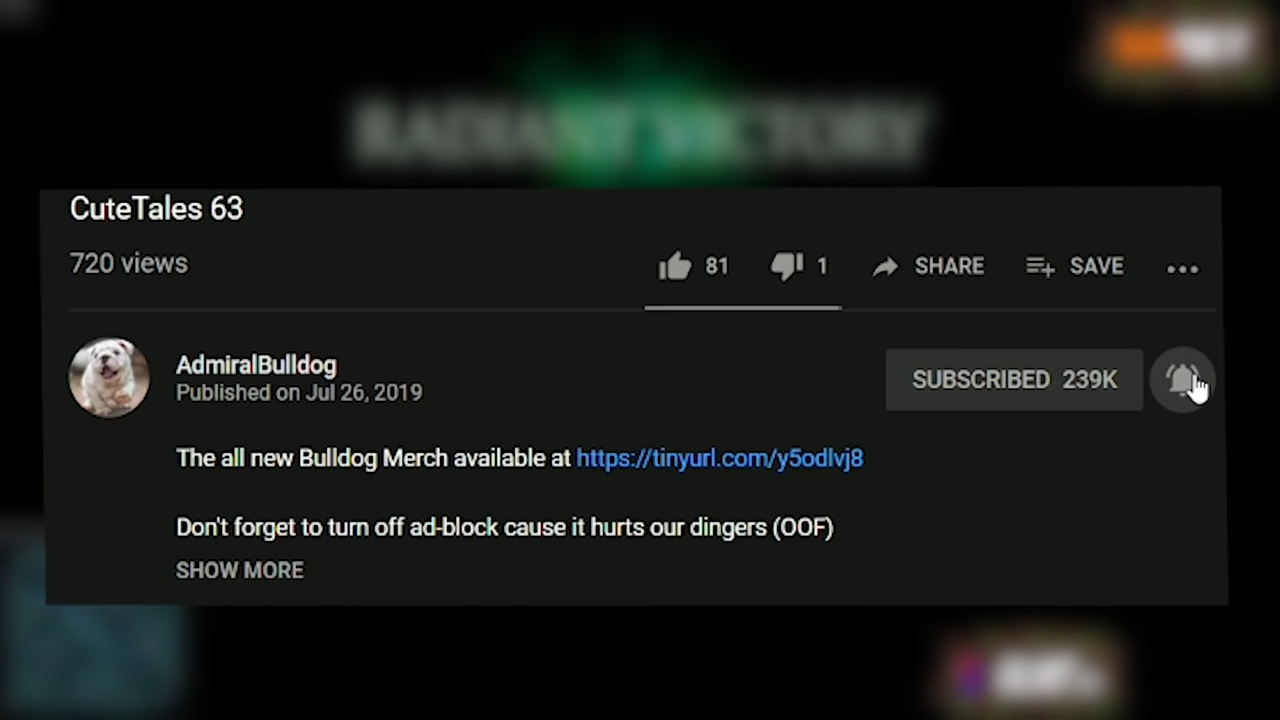 RADIANT VICTORY
CuteTales 63
720 views
81
1
SHARE
SAVE
AdmiralBulldog
Published on Jul 26, 2019
SUBSCRIBED 239K
The all new Bulldog Merch available at https://tinyurl.com/y5odlvj8
Don't forget to turn off ad-block cause it hurts our dingers (OOF)
SHOW MORE